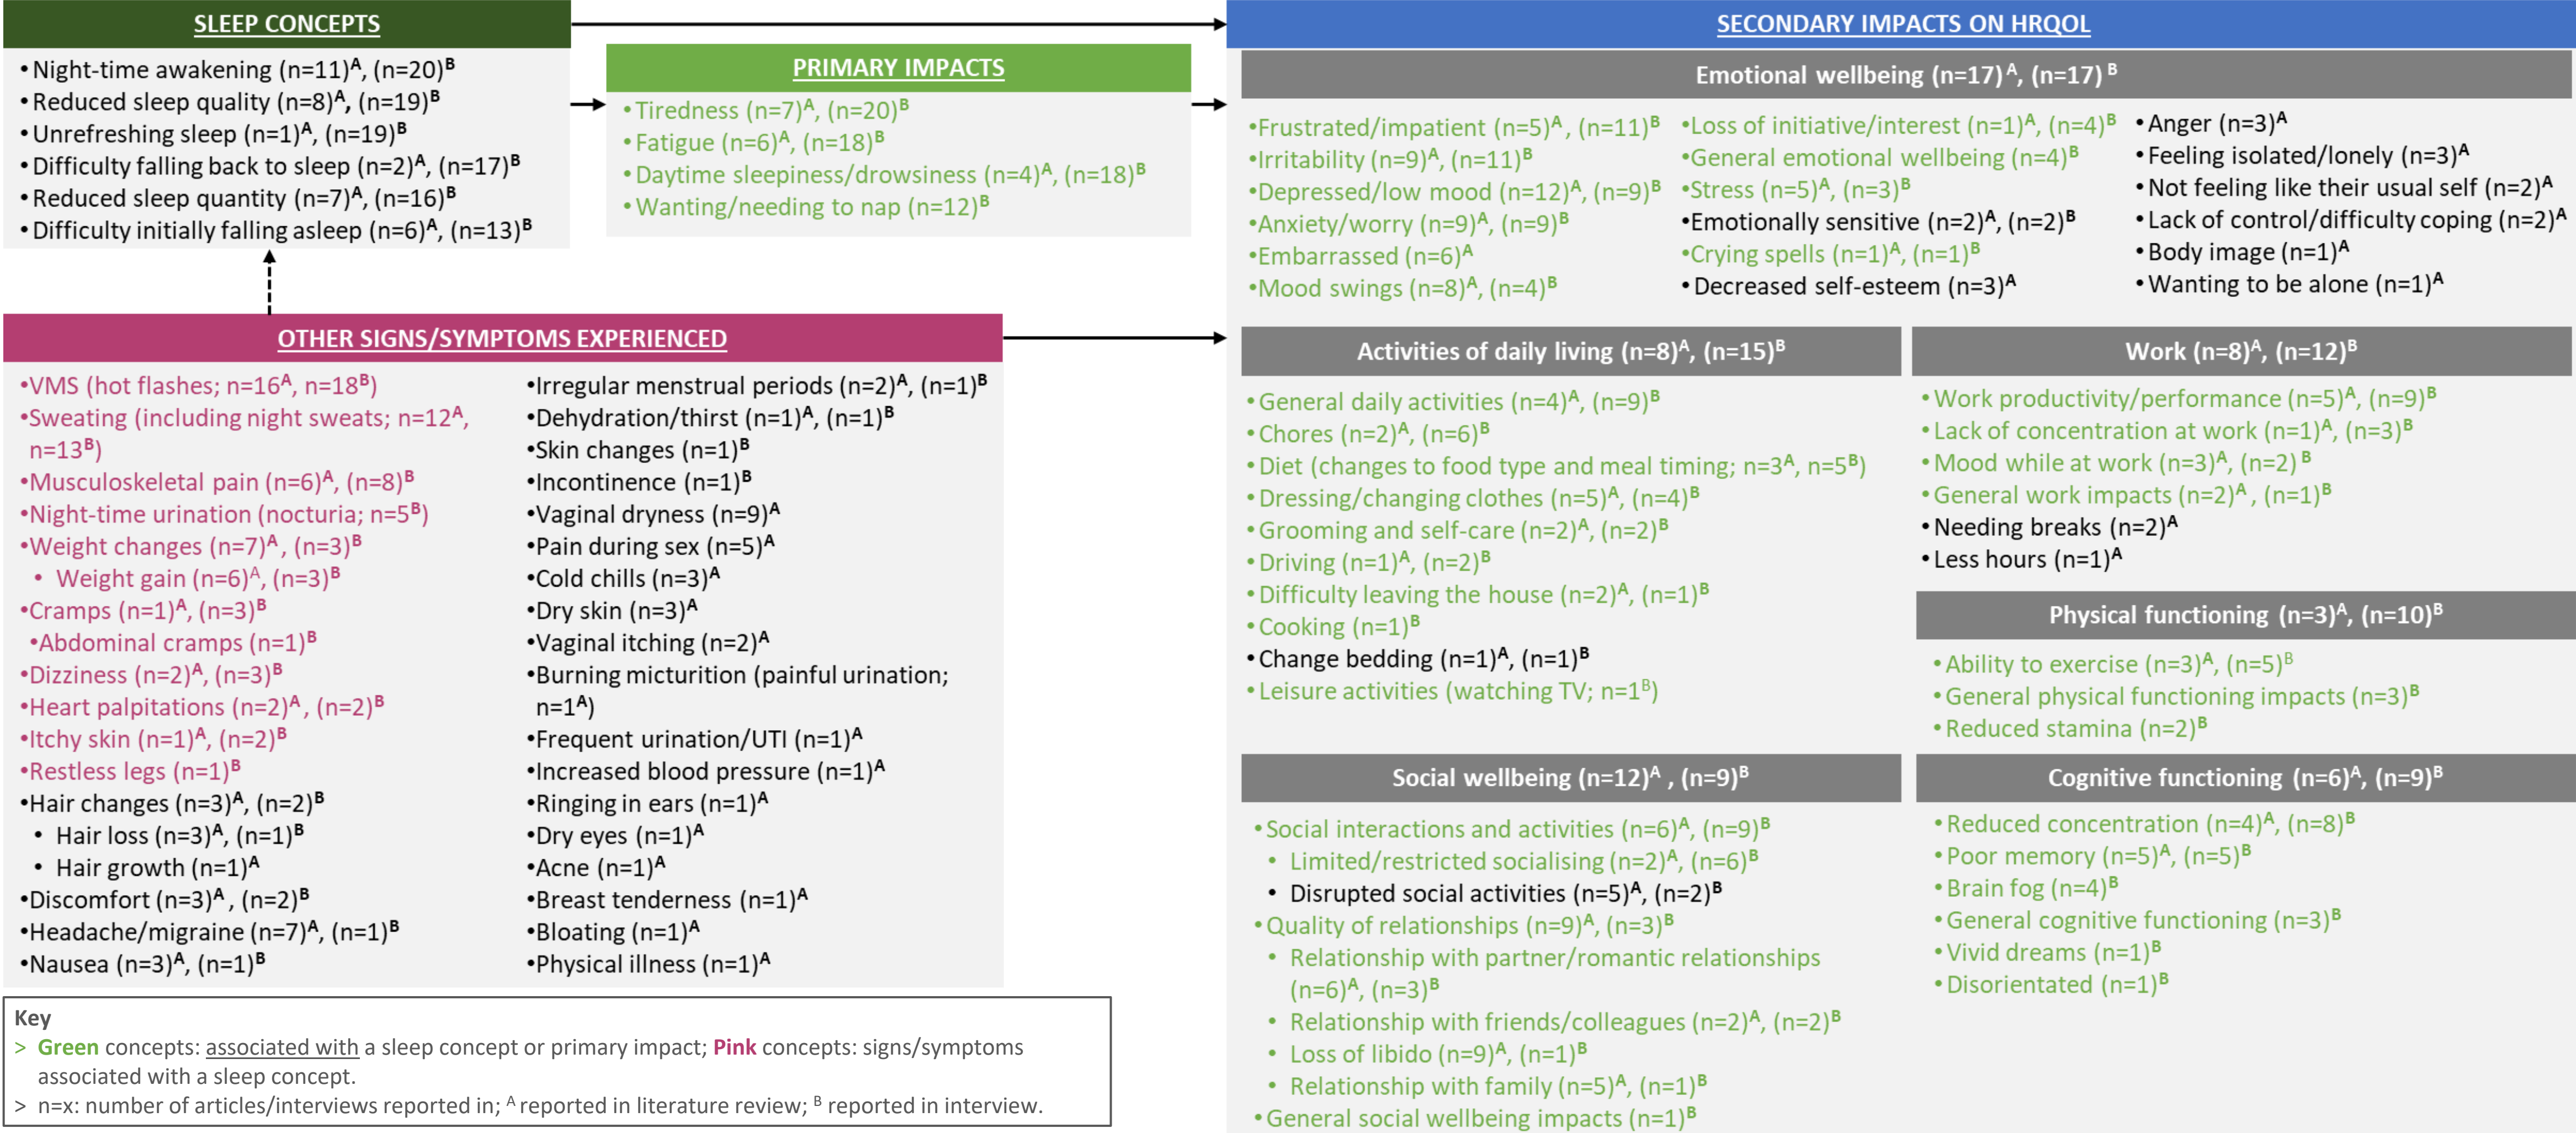 SLEEP CONCEPTS
•Night-time awakening (n=11)ᴬ, (n=20)ᴮ
•Reduced sleep quality (n=8)ᴬ, (n=19)ᴮ
•Unrefreshing sleep (n=1)ᴬ, (n=19)ᴮ
•Difficulty falling back to sleep (n=2)ᴬ, (n=17)ᴮ
•Reduced sleep quantity (n=7)ᴬ, (n=16)ᴮ
•Difficulty initially falling asleep (n=6)ᴬ, (n=13)ᴮ
PRIMARY IMPACTS
•Tiredness (n=7)ᴬ, (n=20)ᴮ
•Fatigue (n=6)ᴬ, (n=18)ᴮ
•Daytime sleepiness/drowsiness (n=4)ᴬ, (n=18)ᴮ
•Wanting/needing to nap (n=12)ᴮ
OTHER SIGNS/SYMPTOMS EXPERIENCED
•VMS (hot flashes; n=16ᴬ, n=18ᴮ)
•Sweating (including night sweats; n=12ᴬ,
n=13ᴮ)
•Musculoskeletal pain (n=6)ᴬ, (n=8)ᴮ
•Night-time urination (nocturia; n=5ᴮ)
•Weight changes (n=7)ᴬ, (n=3)ᴮ
• Weight gain (n=6)ᴬ, (n=3)ᴮ
•Cramps (n=1)ᴬ, (n=3)ᴮ
•Abdominal cramps (n=1)ᴮ
•Dizziness (n=2)ᴬ, (n=3)ᴮ
•Heart palpitations (n=2)ᴬ, (n=2)ᴮ
•Itchy skin (n=1)ᴬ, (n=2)ᴮ
•Restless legs (n=1)ᴮ
•Hair changes (n=3)ᴬ, (n=2)ᴮ
• Hair loss (n=3)ᴬ, (n=1)ᴮ
• Hair growth (n=1)ᴬ
•Discomfort (n=3)ᴬ, (n=2)ᴮ
•Headache/migraine (n=7)ᴬ, (n=1)ᴮ
•Nausea (n=3)ᴬ, (n=1)ᴮ
•Irregular menstrual periods (n=2)ᴬ, (n=1)ᴮ
•Dehydration/thirst (n=1)ᴬ, (n=1)ᴮ
•Skin changes (n=1)ᴮ
•Incontinence (n=1)ᴮ
•Vaginal dryness (n=9)ᴬ
•Pain during sex (n=5)ᴬ
•Cold chills (n=3)ᴬ
•Dry skin (n=3)ᴬ
•Vaginal itching (n=2)ᴬ
•Burning micturition (painful urination;
n=1ᴬ)
•Frequent urination/UTI (n=1)ᴬ
•Increased blood pressure (n=1)ᴬ
•Ringing in ears (n=1)ᴬ
•Dry eyes (n=1)ᴬ
•Acne (n=1)ᴬ
•Breast tenderness (n=1)ᴬ
•Bloating (n=1)ᴬ
•Physical illness (n=1)ᴬ
Key
> Green concepts: associated with a sleep concept or primary impact; Pink concepts: signs/symptoms
associated with a sleep concept.
> n=x: number of articles/interviews reported in; ᴬ reported in literature review; ᴮ reported in interview.
SECONDARY IMPACTS ON HRQOL
Emotional wellbeing (n=17)ᴬ, (n=17)ᴮ
•Frustrated/impatient (n=5)ᴬ, (n=11)ᴮ
•Irritability (n=9)ᴬ, (n=11)ᴮ
•Depressed/low mood (n=12)ᴬ, (n=9)ᴮ
•Anxiety/worry (n=9)ᴬ, (n=9)ᴮ
•Embarrassed (n=6)ᴬ
•Mood swings (n=8)ᴬ, (n=4)ᴮ
•Loss of initiative/interest (n=1)ᴬ, (n=4)ᴮ
•General emotional wellbeing (n=4)ᴮ
•Stress (n=5)ᴬ, (n=3)ᴮ
•Emotionally sensitive (n=2)ᴬ, (n=2)ᴮ
•Crying spells (n=1)ᴬ, (n=1)ᴮ
•Decreased self-esteem (n=3)ᴬ
•Anger (n=3)ᴬ
•Feeling isolated/lonely (n=3)ᴬ
•Not feeling like their usual self (n=2)ᴬ
•Lack of control/difficulty coping (n=2)ᴬ
•Body image (n=1)ᴬ
•Wanting to be alone (n=1)ᴬ
Activities of daily living (n=8)ᴬ, (n=15)ᴮ
•General daily activities (n=4)ᴬ, (n=9)ᴮ
•Chores (n=2)ᴬ, (n=6)ᴮ
•Diet (changes to food type and meal timing; n=3ᴬ, n=5ᴮ)
•Dressing/changing clothes (n=5)ᴬ, (n=4)ᴮ
•Grooming and self-care (n=2)ᴬ, (n=2)ᴮ
•Driving (n=1)ᴬ, (n=2)ᴮ
•Difficulty leaving the house (n=2)ᴬ, (n=1)ᴮ
•Cooking (n=1)ᴮ
•Change bedding (n=1)ᴬ, (n=1)ᴮ
•Leisure activities (watching TV; n=1ᴮ)
Work (n=8)ᴬ, (n=12)ᴮ
•Work productivity/performance (n=5)ᴬ, (n=9)ᴮ
•Lack of concentration at work (n=1)ᴬ, (n=3)ᴮ
•Mood while at work (n=3)ᴬ, (n=2)ᴮ
•General work impacts (n=2)ᴬ, (n=1)ᴮ
•Needing breaks (n=2)ᴬ
•Less hours (n=1)ᴬ
Physical functioning (n=3)ᴬ, (n=10)ᴮ
•Ability to exercise (n=3)ᴬ, (n=5)ᴮ
•General physical functioning impacts (n=3)ᴮ
•Reduced stamina (n=2)ᴮ
Social wellbeing (n=12)ᴬ , (n=9)ᴮ
•Social interactions and activities (n=6)ᴬ, (n=9)ᴮ
• Limited/restricted socialising (n=2)ᴬ, (n=6)ᴮ
• Disrupted social activities (n=5)ᴬ, (n=2)ᴮ
•Quality of relationships (n=9)ᴬ, (n=3)ᴮ
• Relationship with partner/romantic relationships
(n=6)ᴬ, (n=3)ᴮ
• Relationship with friends/colleagues (n=2)ᴬ, (n=2)ᴮ
• Loss of libido (n=9)ᴬ, (n=1)ᴮ
• Relationship with family (n=5)ᴬ, (n=1)ᴮ
•General social wellbeing impacts (n=1)ᴮ
Cognitive functioning (n=6)ᴬ, (n=9)ᴮ
•Reduced concentration (n=4)ᴬ, (n=8)ᴮ
•Poor memory (n=5)ᴬ, (n=5)ᴮ
•Brain fog (n=4)ᴮ
•General cognitive functioning (n=3)ᴮ
•Vivid dreams (n=1)ᴮ
•Disorientated (n=1)ᴮ